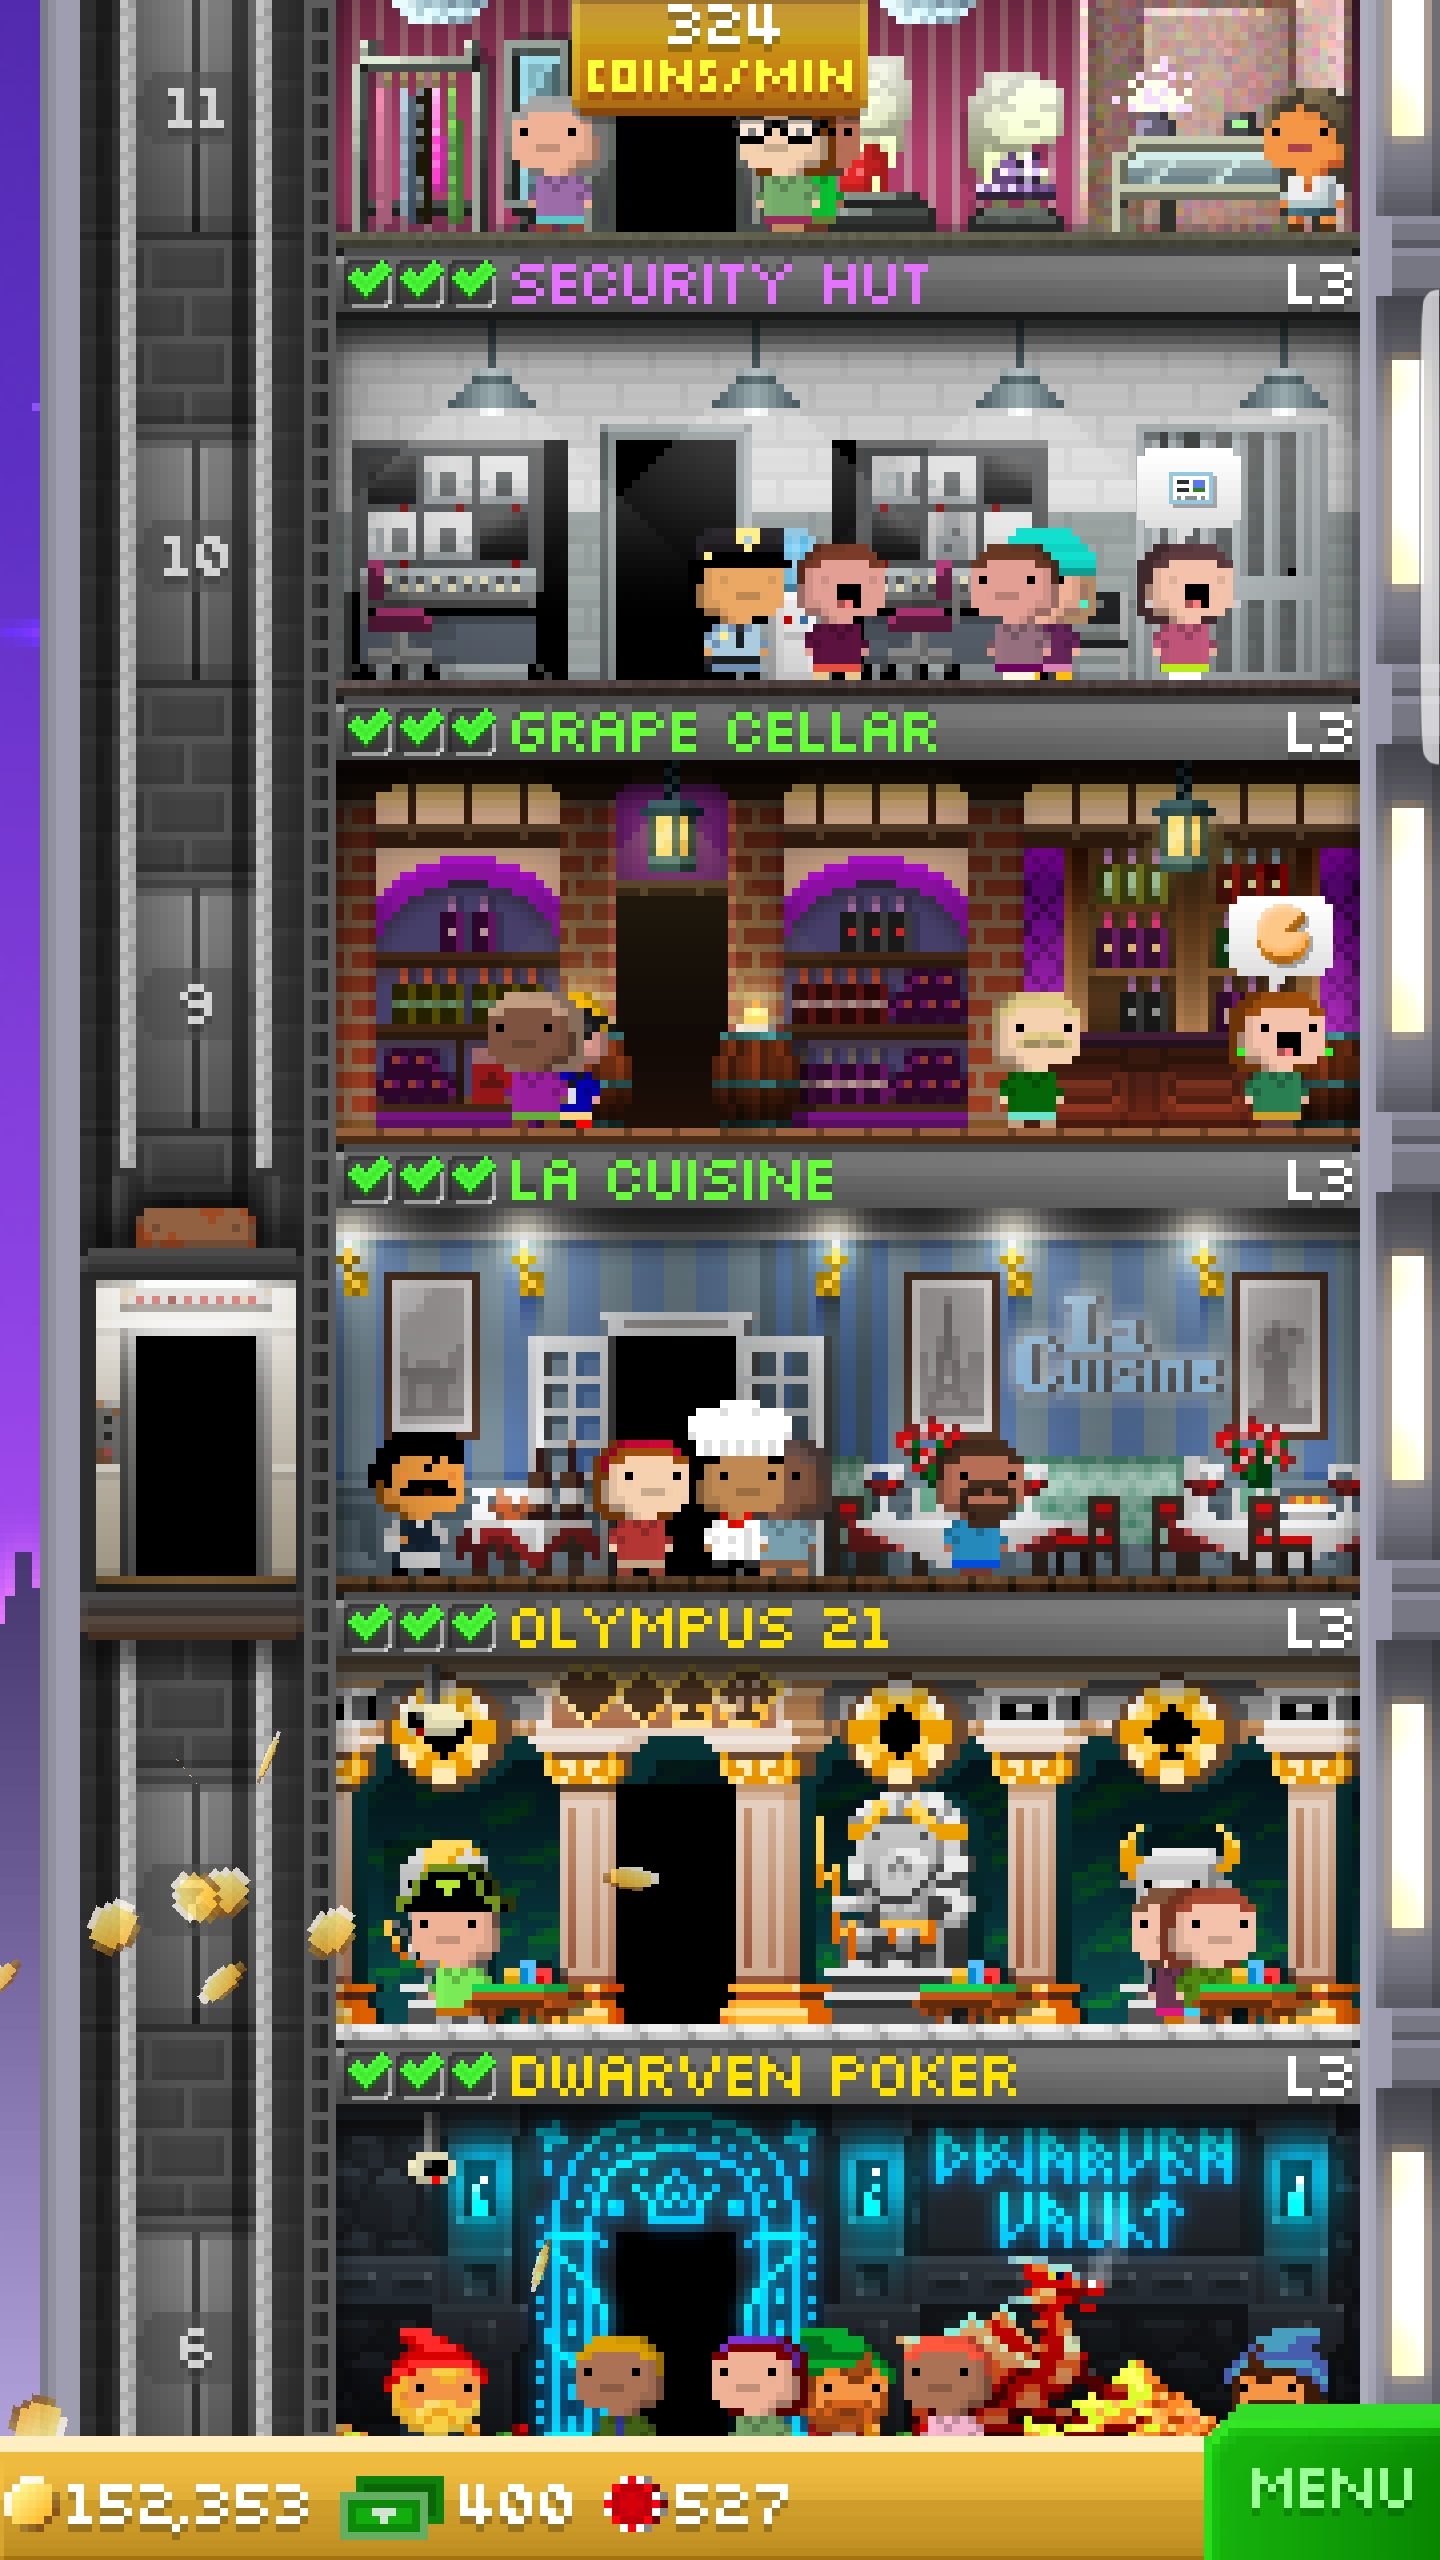 324
COINS/MIN
11
SECURITY HUT L3
10
GRAPE CELLAR L3
9
LA CUISINE L3
La
Cuisine
OLYMPUS 21 L3
DWARVEN POKER L3
DWARVEN
VAULT
6
152,353 400 527
MENU